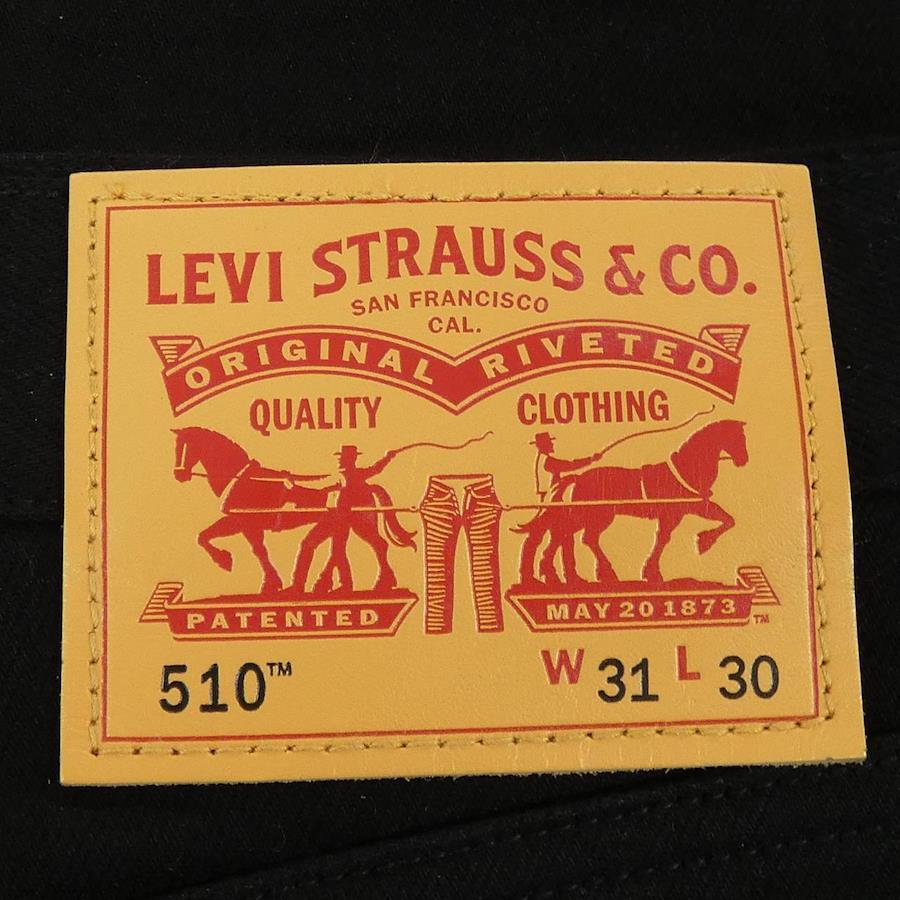 LEVI STRAUSS & CO.
SAN FRANCISCO
CAL.
ORIGINAL RIVETED
QUALITY CLOTHING
PATENTED MAY 20 1873 ™
510™ W 31 L 30